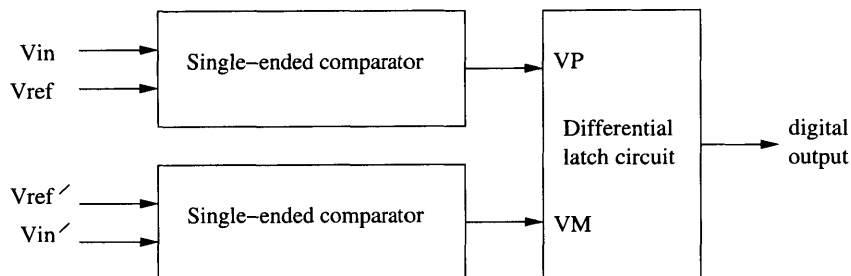 Vin
Vref
Single−ended comparator
VP
Differential
latch circuit
digital
output
Vref′
Vin′
Single−ended comparator
VM